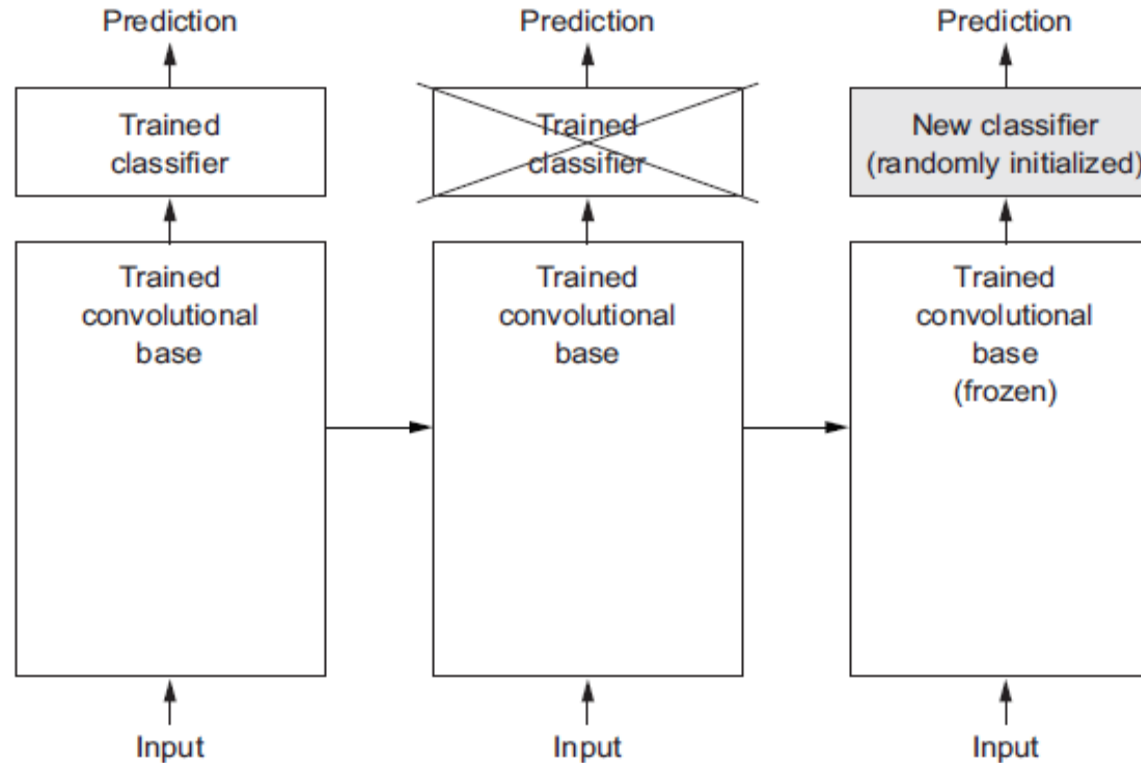 Prediction
Prediction
Prediction
Trained
classifier
Trained
classifier
New classifier
(randomly initialized)
Trained
convolutional
base
Trained
convolutional
base
Trained
convolutional
base
(frozen)
Input
Input
Input